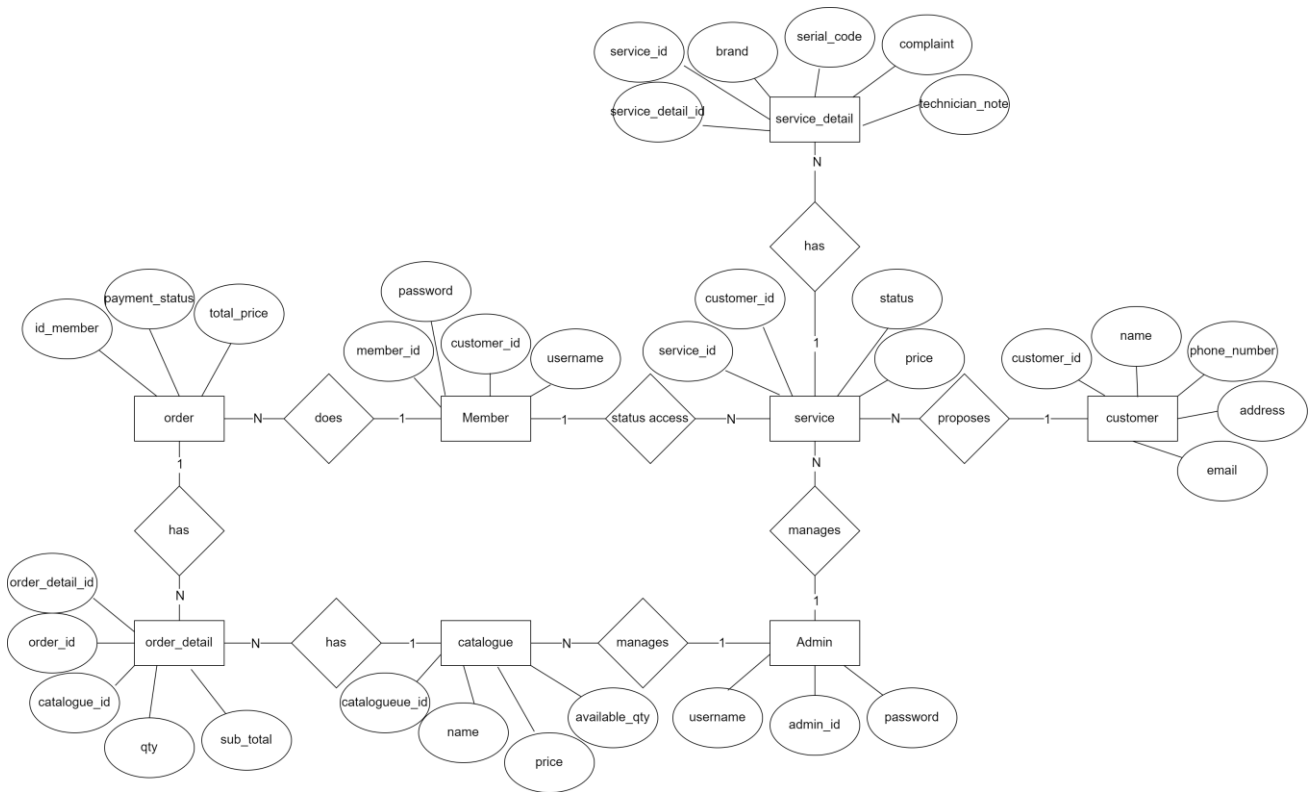 serial_code
complaint
service_id
brand
service_detail_id
service_detail
technician_note
N
has
password
customer_id
status
payment_status
id_member
total_price
member_id
customer_id
username
service_id
1
price
customer_id
name
phone_number
order
N
does
1
Member
1
status access
N
service
N
proposes
1
customer
address
email
1
has
N
manages
1
order_detail_id
N
order_id
order_detail
N
has
1
catalogue
N
manages
1
Admin
catalogue_id
catalogueue_id
available_qty
username
admin_id
password
qty
sub_total
name
price